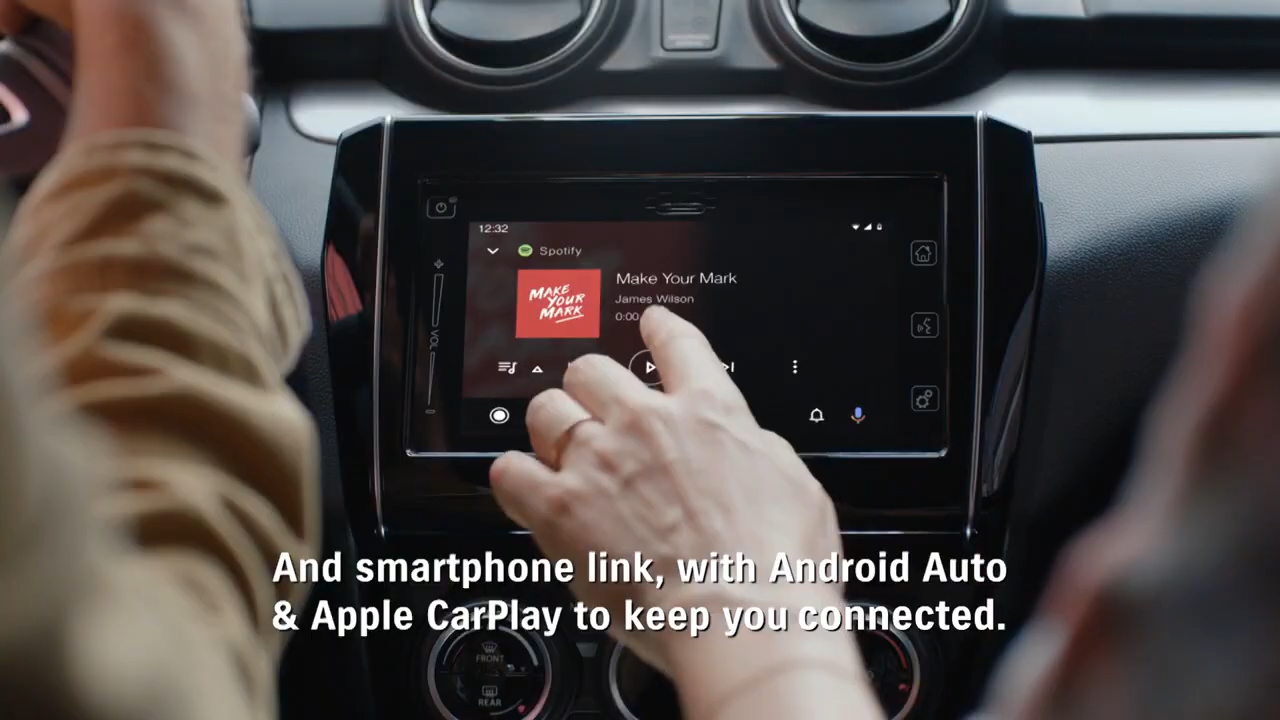 12:32
Spotify
MAKE
YOUR
MARK
Make Your Mark
James Wilson
0:00
VOL
And smartphone link, with Android Auto
& Apple CarPlay to keep you connected.
FRONT
REAR